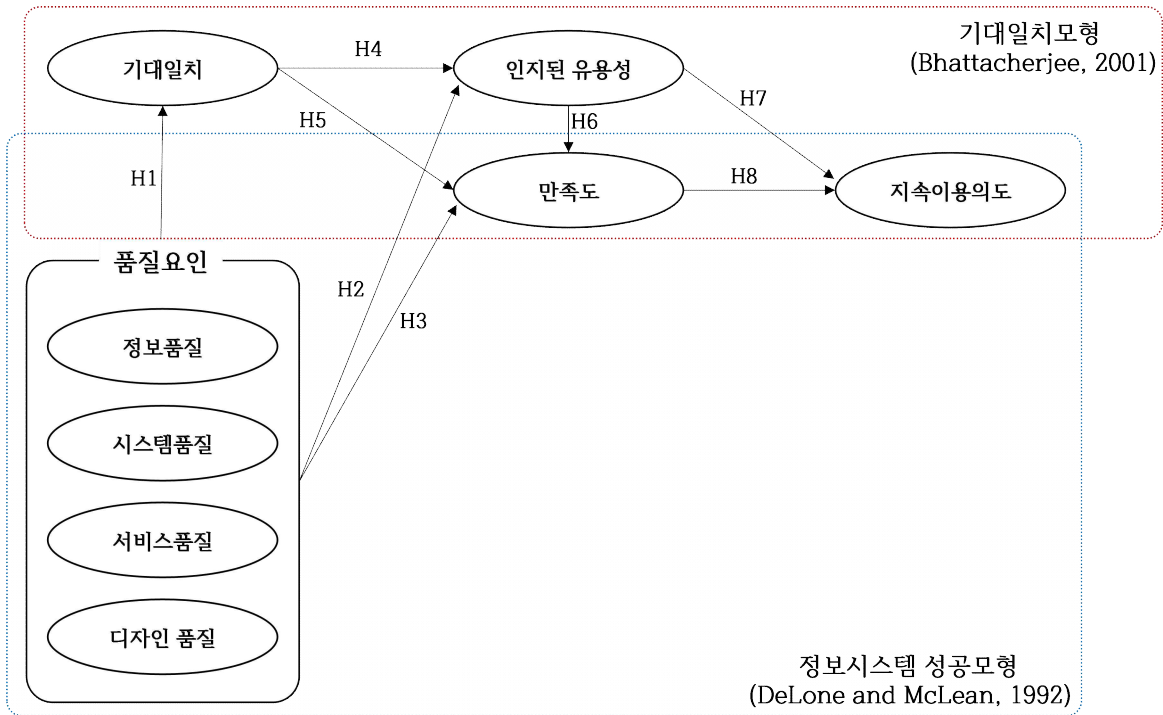 기대일치모형
(Bhattacherjee, 2001)
기대일치
H4
인지된 유용성
H7
H5
H6
H1
만족도
H8
지속이용의도
품질요인
H2
H3
정보품질
시스템품질
서비스품질
디자인 품질
정보시스템 성공모형
(DeLone and McLean, 1992)